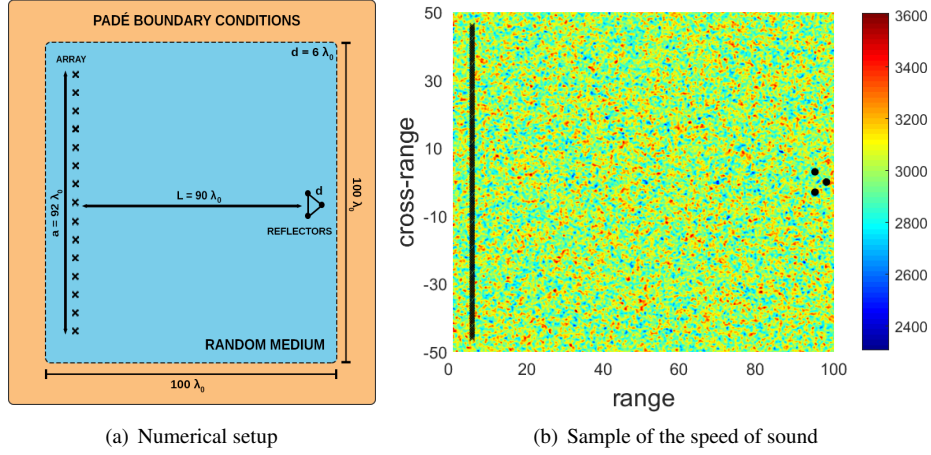 PADÉ BOUNDARY CONDITIONS
d = 6 λ₀
ARRAY
a = 92 λ₀
L = 90 λ₀
d
REFLECTORS
100 λ₀
RANDOM MEDIUM
100 λ₀
(a) Numerical setup
50
30
10
-10
-30
-50
cross-range
0
20
40
60
80
100
range
3600
3400
3200
3000
2800
2600
2400
(b) Sample of the speed of sound